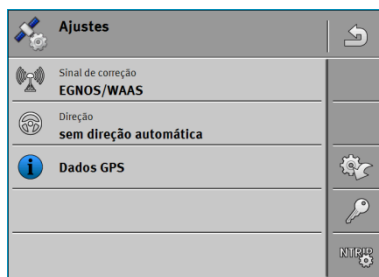 Ajustes
Sinal de correção
EGNOS/WAAS
Direção
sem direção automática
Dados GPS
NTRIP